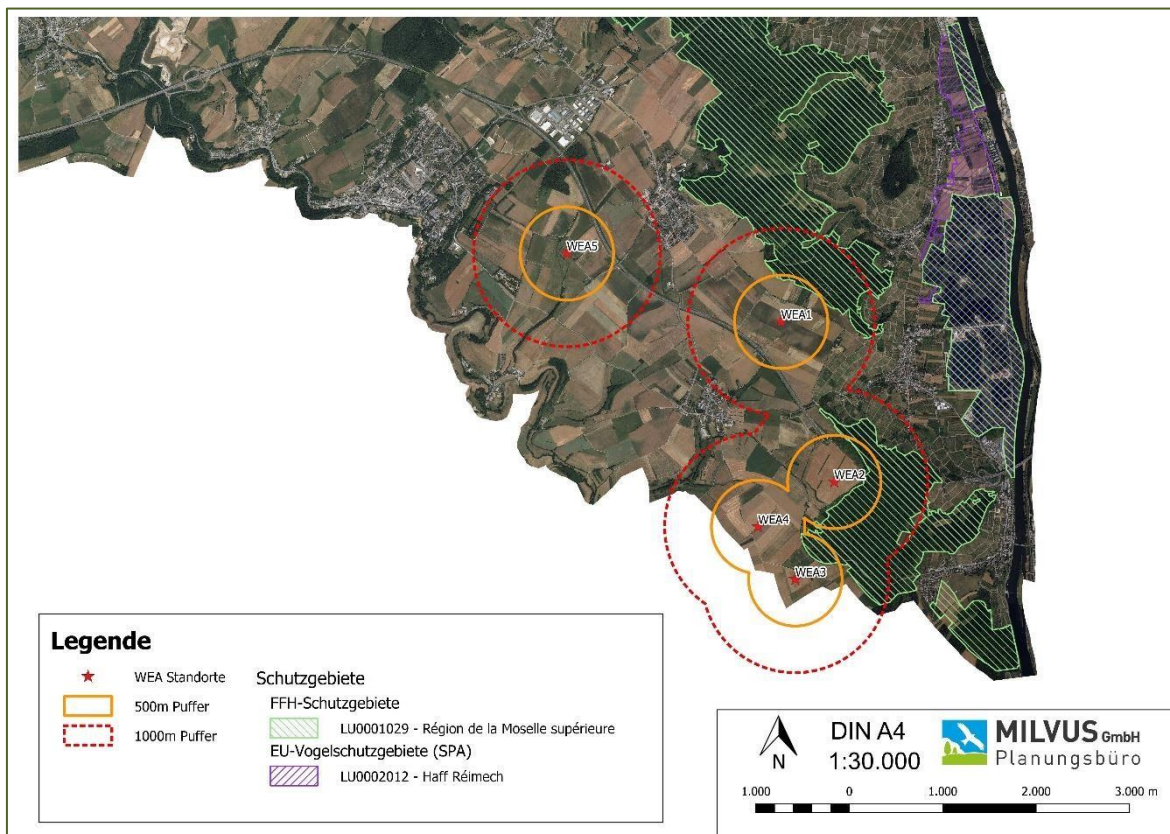 WEA5
WEA1
WEA2
WEA4
WEA3
Legende
WEA Standorte
500m Puffer
1000m Puffer
Schutzgebiete
FFH-Schutzgebiete
LU0001029 - Région de la Moselle supérieure
EU-Vogelschutzgebiete (SPA)
LU0002012 - Haff Réimech
N
DIN A4
1:30.000
MILVUS GmbH
Planungsbüro
1.000 0 1.000 2.000 3.000 m